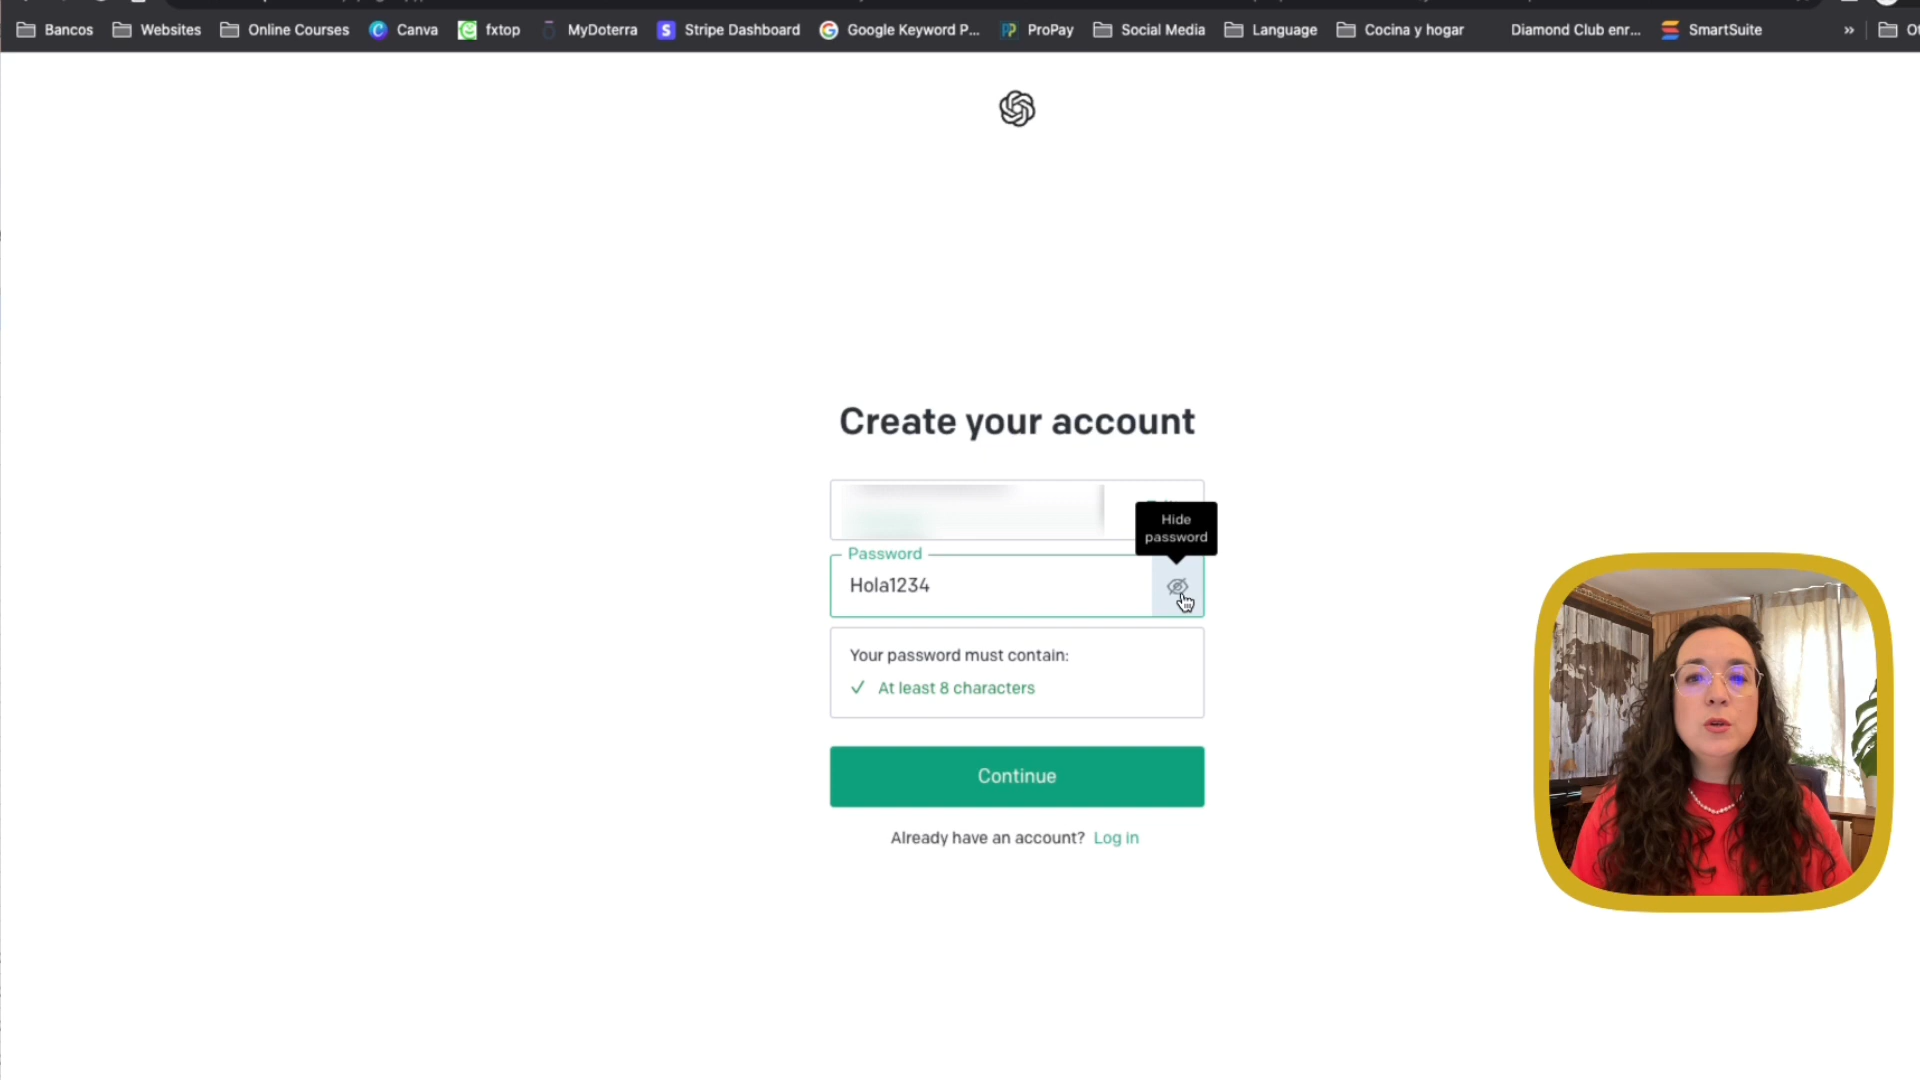 Bancos Websites Online Courses Canva fxtop MyDoterra Stripe Dashboard Google Keyword P... ProPay Social Media Language Cocina y hogar Diamond Club enr... SmartSuite »
Create your account
Hide
password
Password
Hola1234
Your password must contain:
✓ At least 8 characters
Continue
Already have an account? Log in